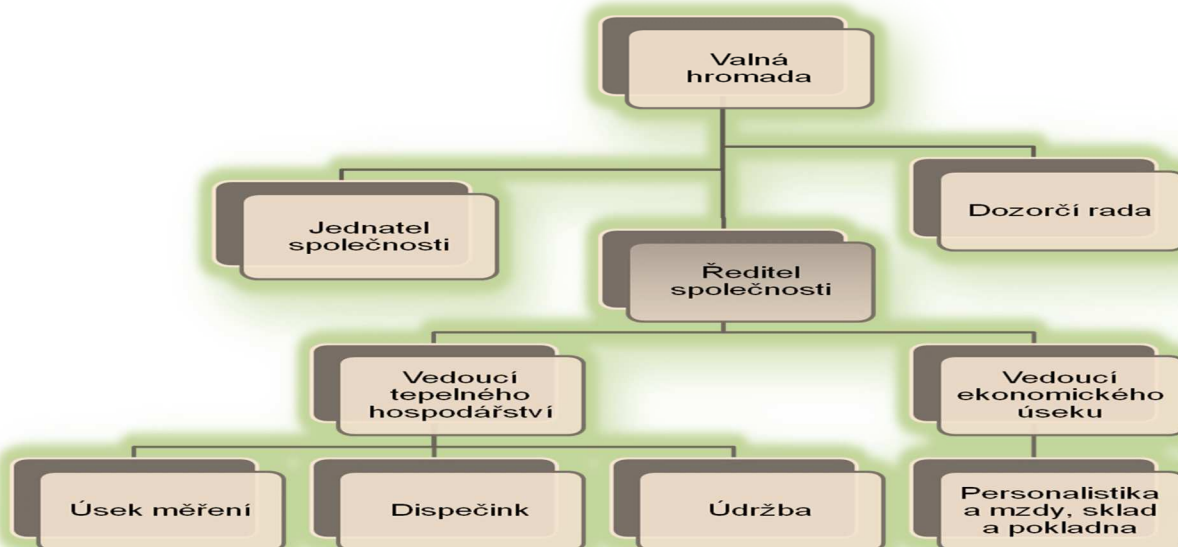 Valná
hromada
Jednatel
společnosti
Dozorčí rada
Ředitel
společnosti
Vedoucí
tepelného
hospodářství
Vedoucí
ekonomického
úseku
Úsek měření
Dispečink
Údržba
Personalistika
a mzdy, sklad
a pokladna